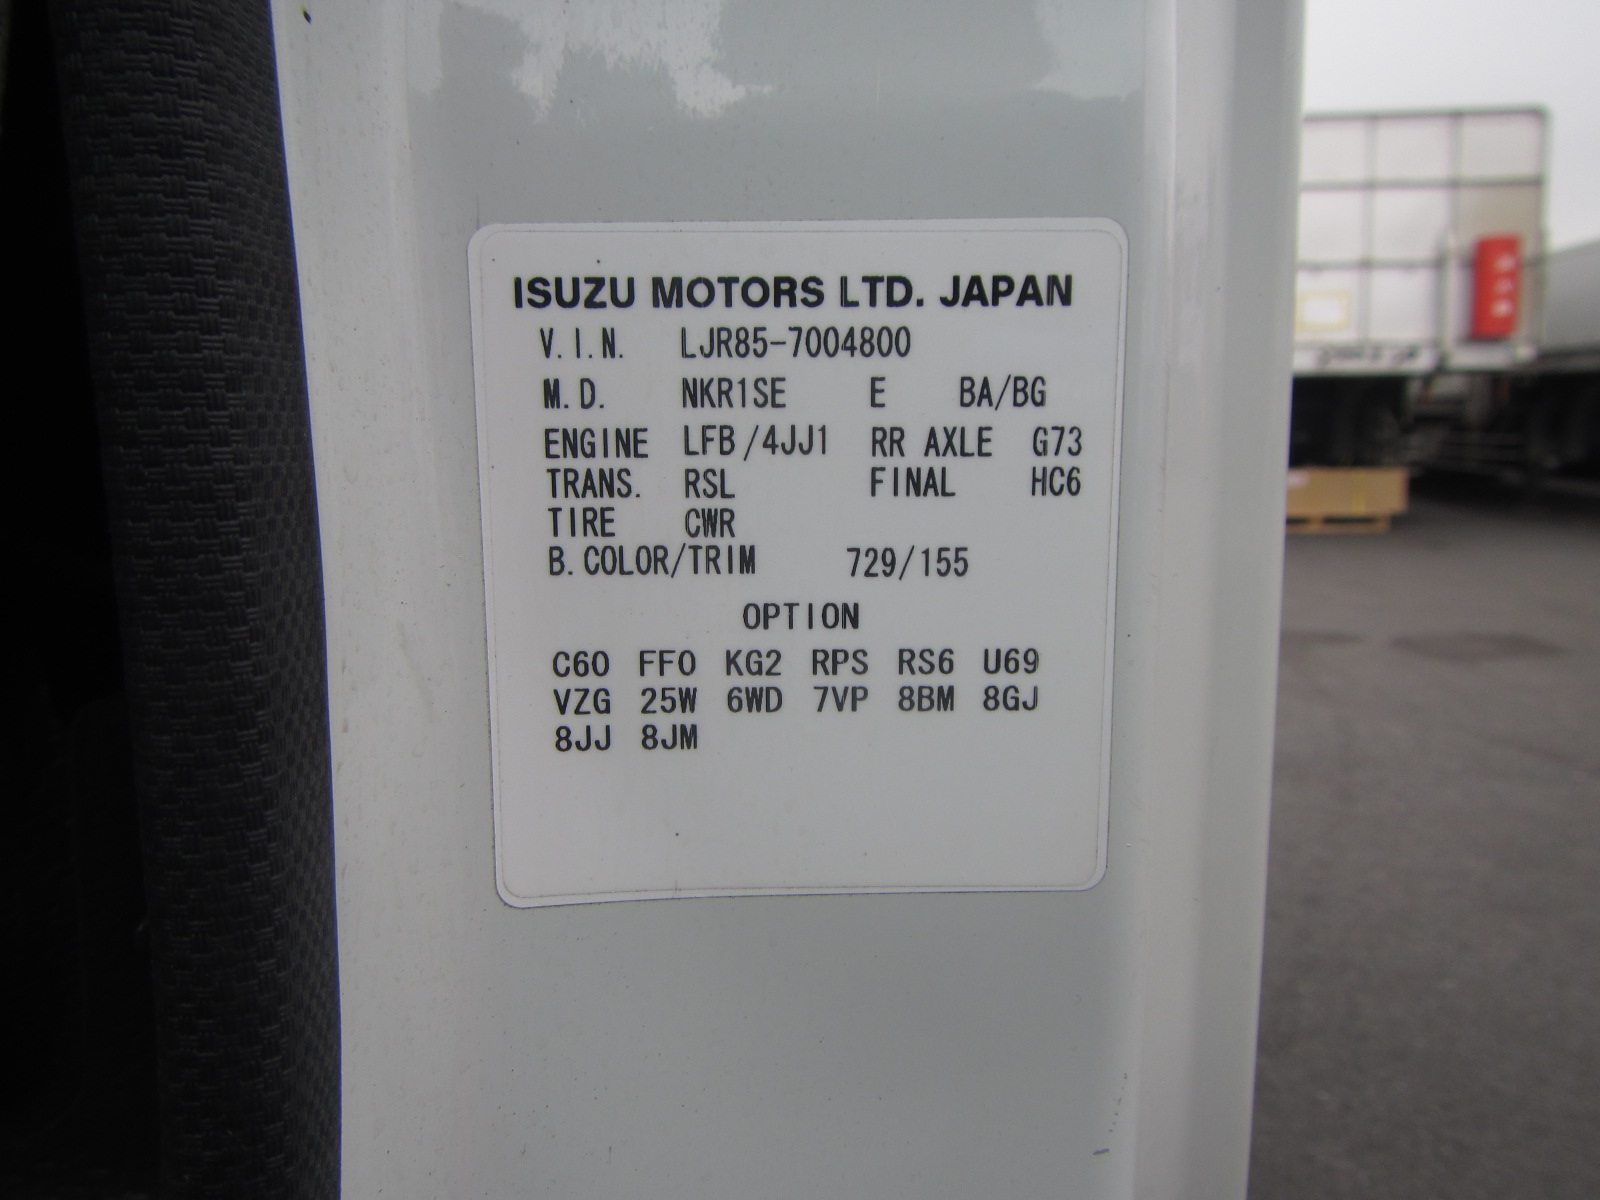 ISUZU MOTORS LTD. JAPAN
V.I.N. LJR85-7004800
M.D. NKR1SE E BA/BG
ENGINE LFB/4JJ1 RR AXLE G73
TRANS. RSL FINAL HC6
TIRE CWR
B.COLOR/TRIM 729/155
OPTION
C60 FF0 KG2 RPS RS6 U69
VZG 25W 6WD 7VP 8BM 8GJ
8JJ 8JM